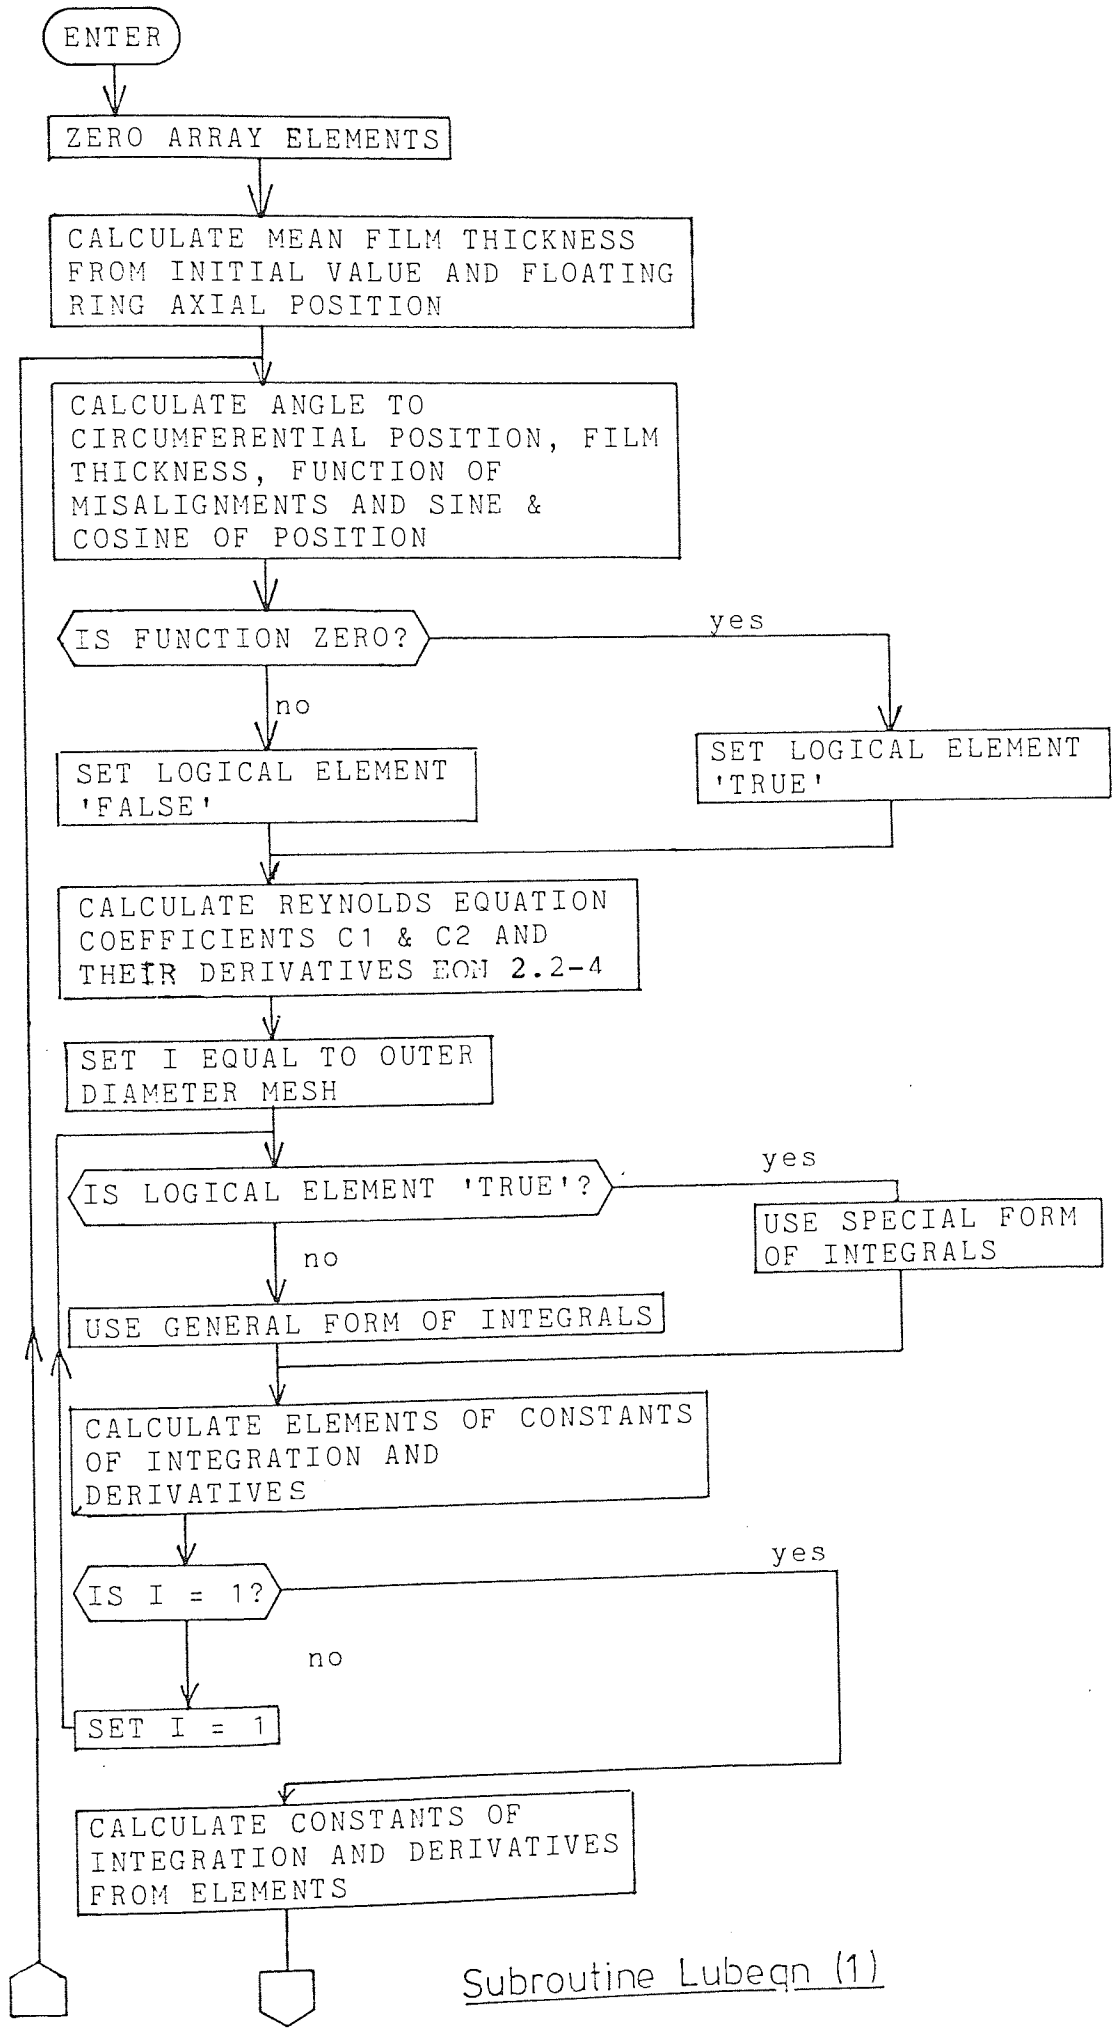 ENTER
ZERO ARRAY ELEMENTS
CALCULATE MEAN FILM THICKNESS
FROM INITIAL VALUE AND FLOATING
RING AXIAL POSITION
CALCULATE ANGLE TO
CIRCUMFERENTIAL POSITION, FILM
THICKNESS, FUNCTION OF
MISALIGNMENTS AND SINE &
COSINE OF POSITION
IS FUNCTION ZERO?
yes
no
SET LOGICAL ELEMENT
'FALSE'
SET LOGICAL ELEMENT
'TRUE'
CALCULATE REYNOLDS EQUATION
COEFFICIENTS C1 & C2 AND
THEIR DERIVATIVES EQN 2.2-4
SET I EQUAL TO OUTER
DIAMETER MESH
IS LOGICAL ELEMENT 'TRUE'?
yes
USE SPECIAL FORM
OF INTEGRALS
no
USE GENERAL FORM OF INTEGRALS
CALCULATE ELEMENTS OF CONSTANTS
OF INTEGRATION AND
DERIVATIVES
yes
IS I = 1?
no
SET I = 1
CALCULATE CONSTANTS OF
INTEGRATION AND DERIVATIVES
FROM ELEMENTS
Subroutine Lubeqn (1)